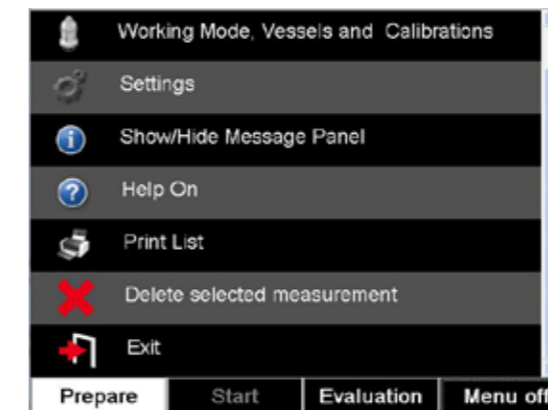 Working Mode, Vessels and Calibrations
Settings
Show/Hide Message Panel
Help On
Print List
Delete selected measurement
Exit
Prepare Start Evaluation Menu off